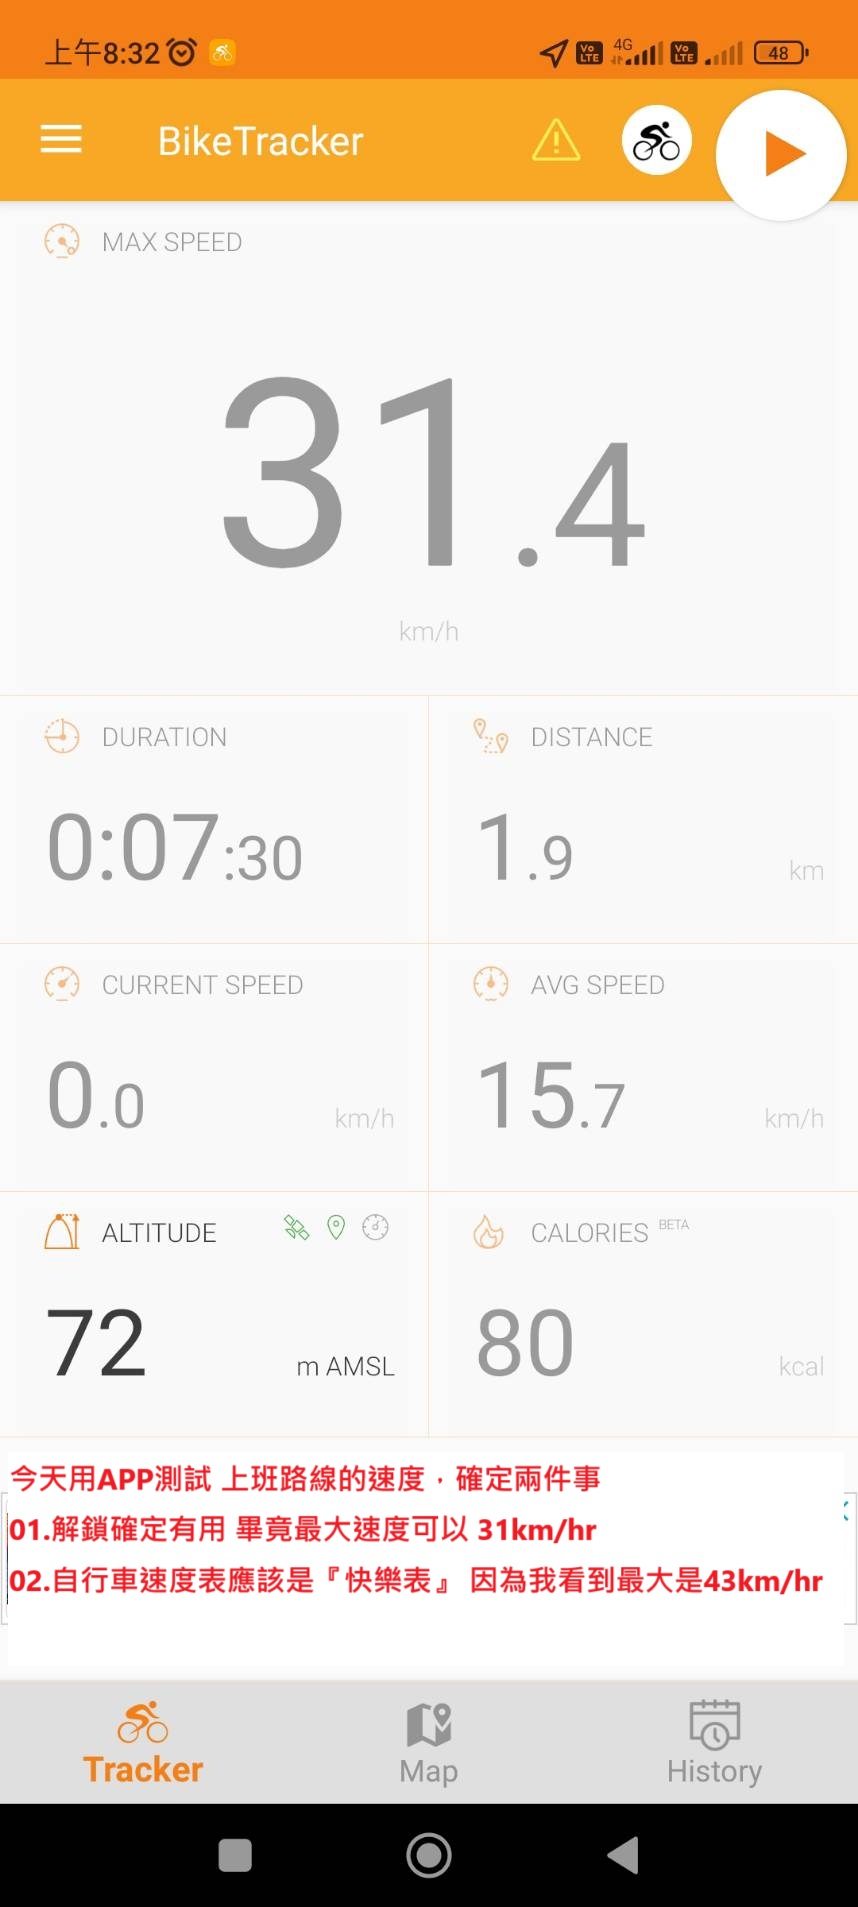 上午8:32
4G
Vo LTE
Vo LTE
48
BikeTracker
MAX SPEED
31.4
km/h
DURATION
DISTANCE
0:07:30
1.9 km
CURRENT SPEED
AVG SPEED
0.0 km/h
15.7 km/h
ALTITUDE
CALORIES BETA
72 m AMSL
80 kcal
今天用APP測試 上班路線的速度，確定兩件事
01.解鎖確定有用 畢竟最大速度可以 31km/hr
02.自行車速度表應該是『快樂表』 因為我看到最大是43km/hr
Tracker
Map
History